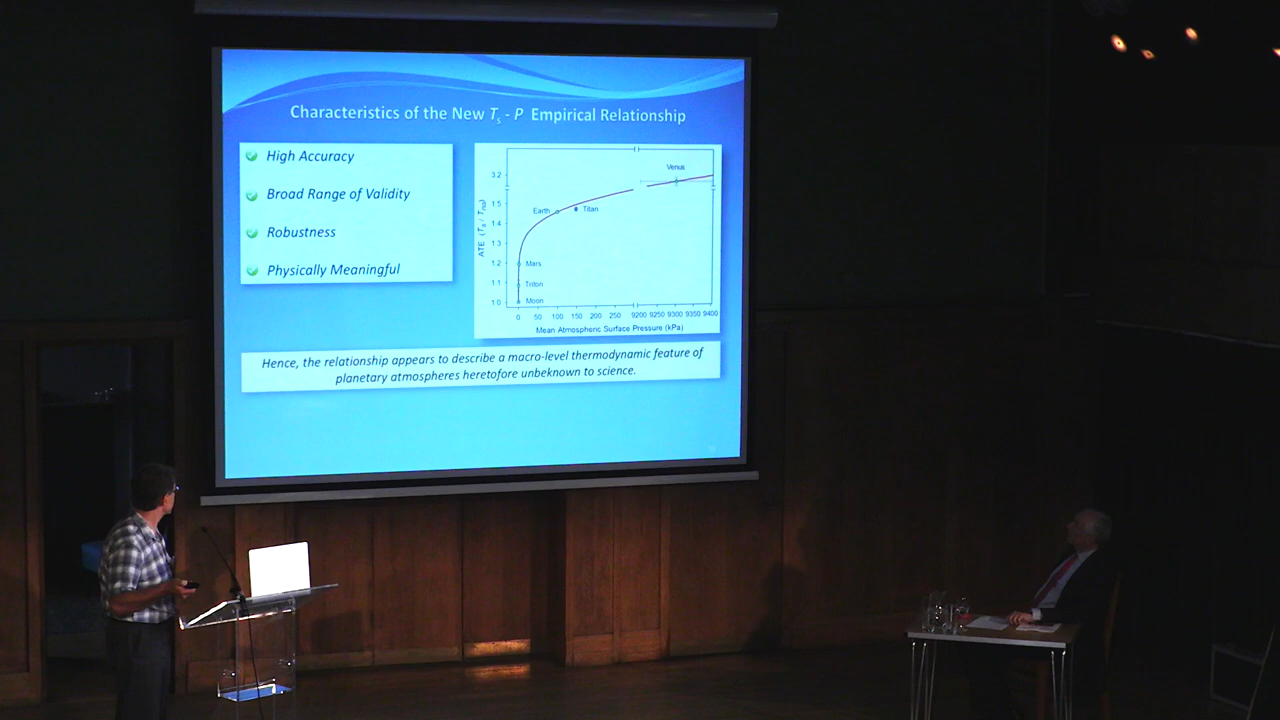 Characteristics of the New Ts - P Empirical Relationship
High Accuracy
Broad Range of Validity
Robustness
Physically Meaningful
ATE (Ts / Tna)
3.2
1.5
1.4
1.3
1.2
1.1
1.0
Venus
Earth
Titan
Mars
Triton
Moon
0 50 100 150 200 250 9200 9250 9300 9350 9400
Mean Atmospheric Surface Pressure (kPa)
Hence, the relationship appears to describe a macro-level thermodynamic feature of
planetary atmospheres heretofore unbeknown to science.